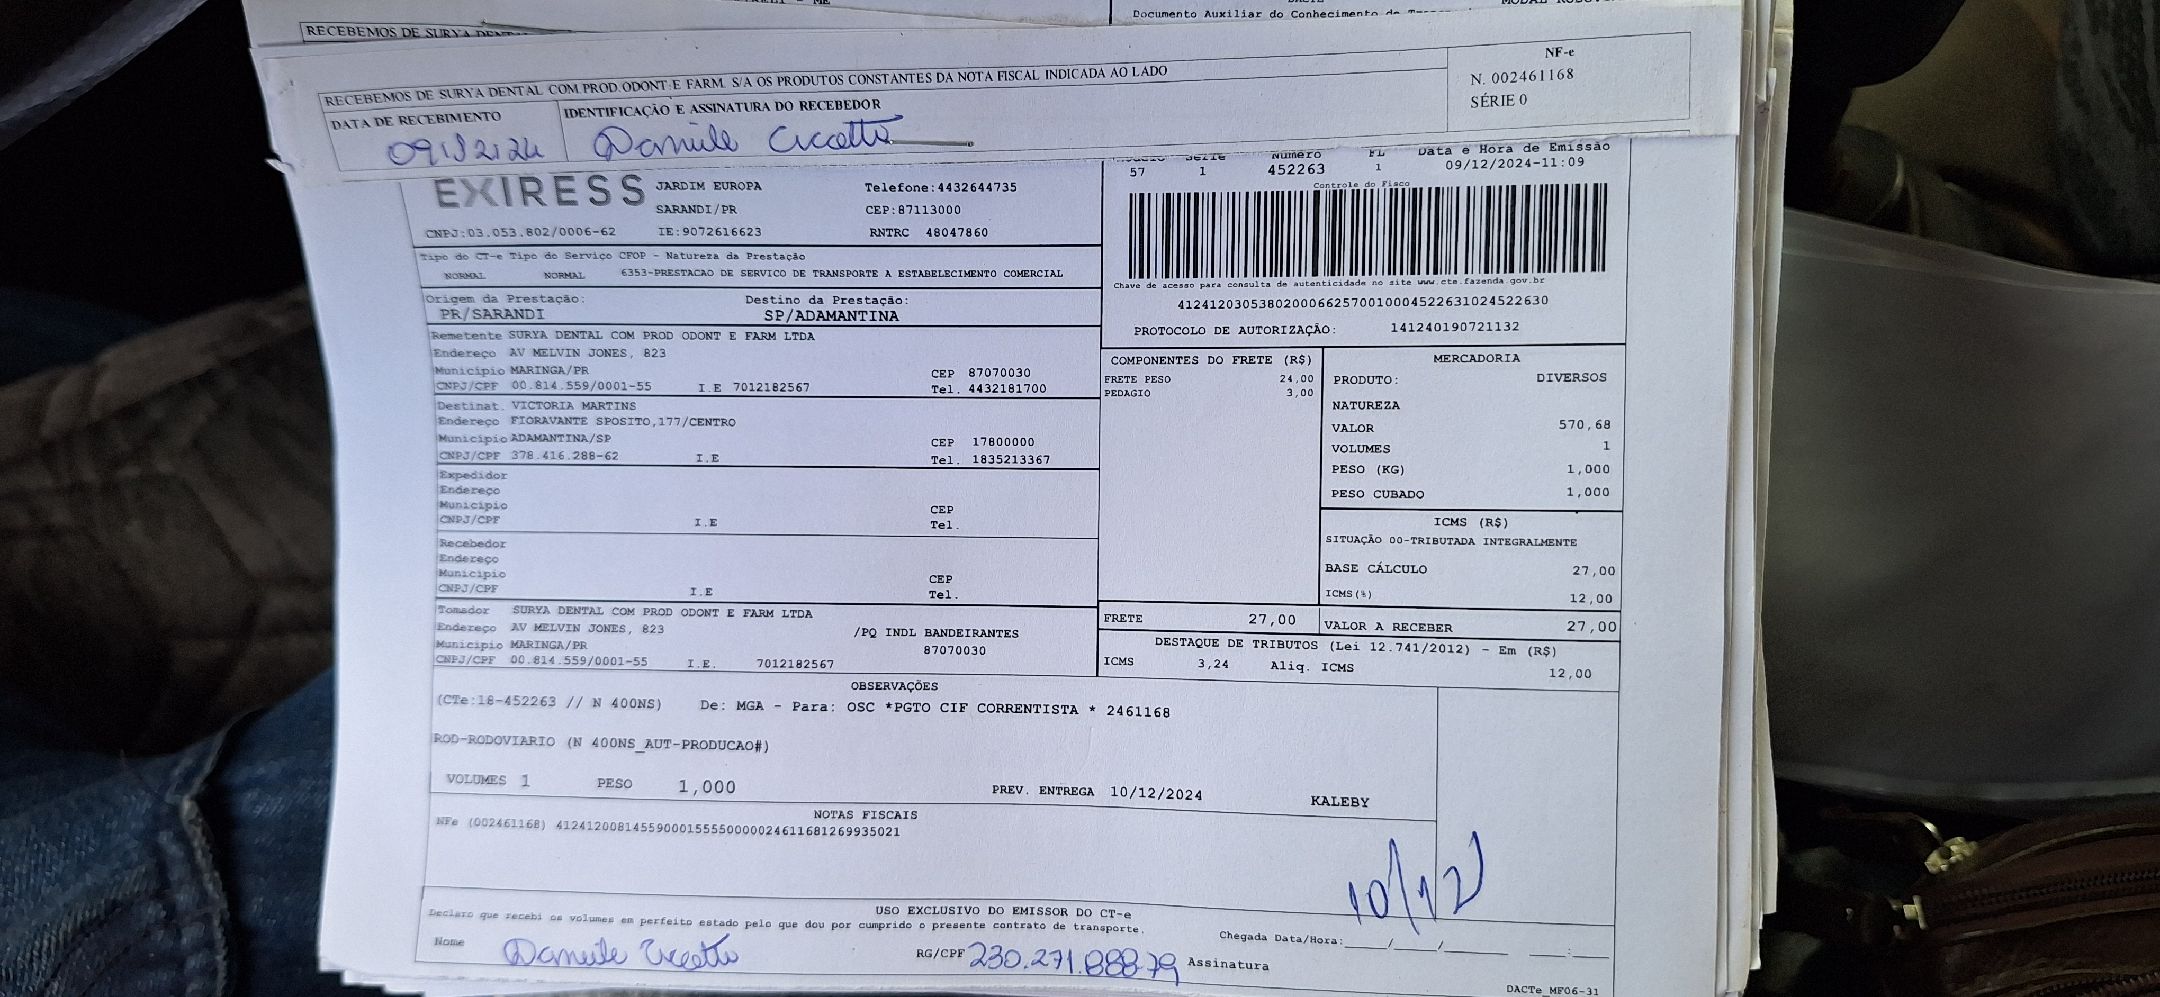 Documento Auxiliar do Conhecimento de
RECEBEMOS DE SURYA
RECEBEMOS DE SURYA DENTAL COM PROD.ODONT.E FARM. S/A OS PRODUTOS CONSTANTES DA NOTA FISCAL INDICADA AO LADO
NF-e
N. 002461168
SÉRIE 0
DATA DE RECEBIMENTO
IDENTIFICAÇÃO E ASSINATURA DO RECEBEDOR
09/12/24
Número FL Data e Hora de Emissão
57 1 452263 1 09/12/2024-11:09
Controle do Fisco
JARDIM EUROPA Telefone:4432644735
SARANDI/PR CEP:87113000
CNPJ:03.053.802/0006-62 IE:9072616623 RNTRC 48047860
Tipo do CT-e Tipo do Serviço CFOP - Natureza da Prestação
NORMAL NORMAL 6353-PRESTACAO DE SERVICO DE TRANSPORTE A ESTABELECIMENTO COMERCIAL
Chave de acesso para consulta de autenticidade no site www.cte.fazenda.gov.br
41241203053802000662570010004522631024522630
PROTOCOLO DE AUTORIZAÇÃO: 141240190721132
Origem da Prestação: Destino da Prestação:
PR/SARANDI SP/ADAMANTINA
Remetente SURYA DENTAL COM PROD ODONT E FARM LTDA
Endereço AV MELVIN JONES, 823
Municipio MARINGA/PR CEP 87070030
CNPJ/CPF 00.814.559/0001-55 I.E 7012182567 Tel. 4432181700
Destinat. VICTORIA MARTINS
Endereço FIORAVANTE SPOSITO,177/CENTRO
Municipio ADAMANTINA/SP CEP 17800000
CNPJ/CPF 378.416.288-62 I.E Tel. 1835213367
Expedidor
Endereço
Municipio CEP
CNPJ/CPF I.E Tel.
Recebedor
Endereço
Municipio CEP
CNPJ/CPF I.E Tel.
Tomador SURYA DENTAL COM PROD ODONT E FARM LTDA
Endereço AV MELVIN JONES, 823 /PQ INDL BANDEIRANTES
Municipio MARINGA/PR 87070030
CNPJ/CPF 00.814.559/0001-55 I.E. 7012182567
COMPONENTES DO FRETE (R$)
FRETE PESO 24,00
PEDAGIO 3,00
MERCADORIA
PRODUTO: DIVERSOS
NATUREZA
VALOR 570,68
VOLUMES 1
PESO (KG) 1,000
PESO CUBADO 1,000
ICMS (R$)
SITUAÇÃO 00-TRIBUTADA INTEGRALMENTE
BASE CÁLCULO 27,00
ICMS(%) 12,00
FRETE 27,00 VALOR A RECEBER 27,00
DESTAQUE DE TRIBUTOS (Lei 12.741/2012) - Em (R$)
ICMS 3,24 Aliq. ICMS 12,00
OBSERVAÇÕES
(CTe:18-452263 // N 400NS) De: MGA - Para: OSC *PGTO CIF CORRENTISTA * 2461168
ROD-RODOVIARIO (N 400NS_AUT-PRODUCAO#)
VOLUMES 1 PESO 1,000 PREV. ENTREGA 10/12/2024 KALEBY
NOTAS FISCAIS
NFe (002461168) 41241200814559000155550000024611681269935021
10/12
USO EXCLUSIVO DO EMISSOR DO CT-e
Declaro que recebi os volumes em perfeito estado pelo que dou por cumprido o presente contrato de transporte.
Chegada Data/Hora:____/____/______ ____:____
Nome RG/CPF 230.271.888-79 Assinatura
DACTe_MF06-31